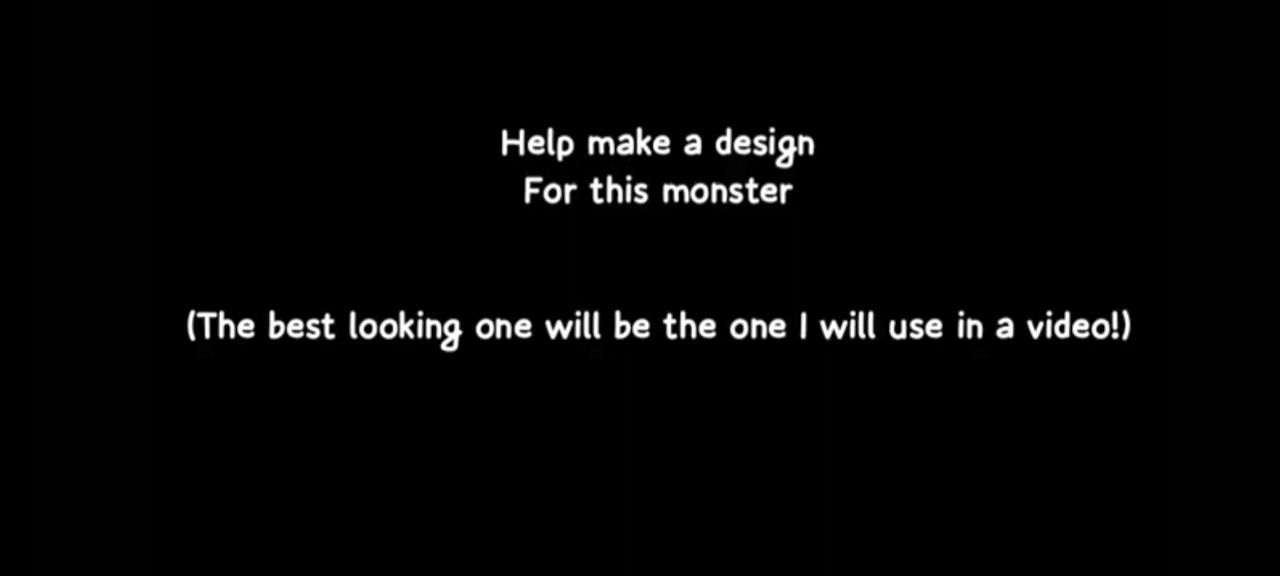 Help make a design
For this monster
(The best looking one will be the one I will use in a video!)